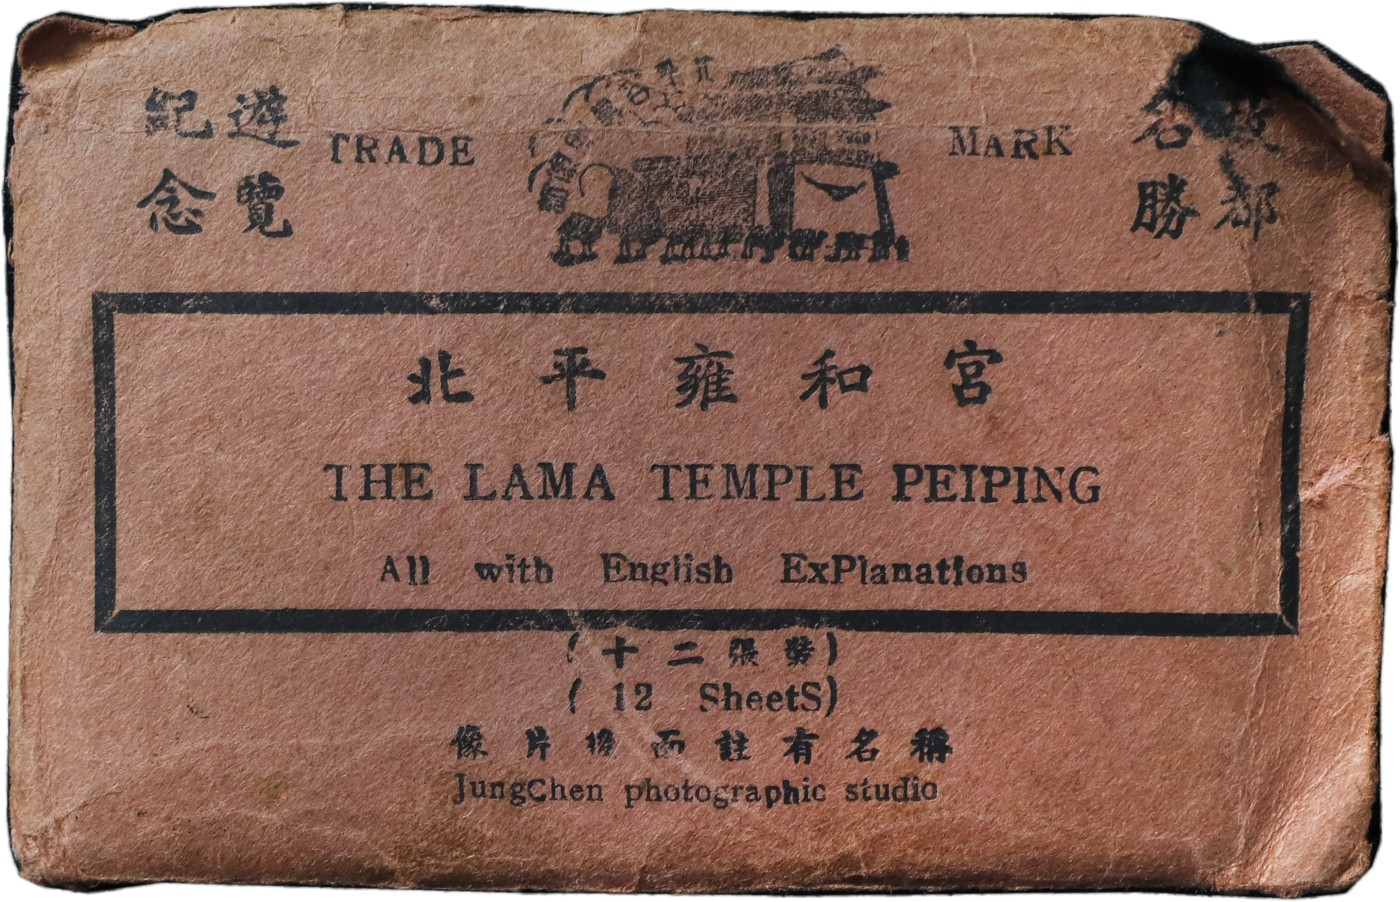 遊覽
紀念
TRADE
MARK
故都
名勝
北平雍和宮
THE LAMA TEMPLE PEIPING
All with English ExPlanations
(十二張裝)
( 12 SheetS)
像片面註有名稱
JungChen photographic studio